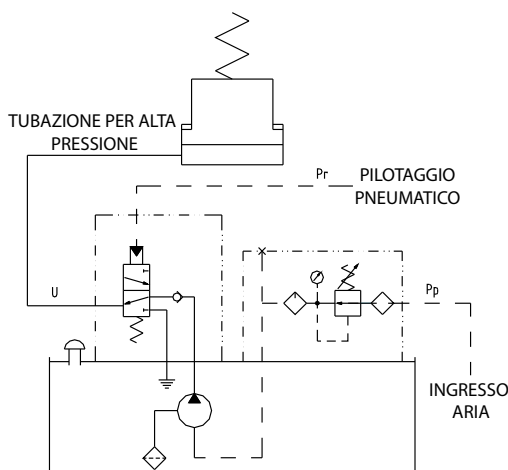 TUBAZIONE PER ALTA
PRESSIONE
Pr
PILOTAGGIO
PNEUMATICO
U
Pp
INGRESSO
ARIA